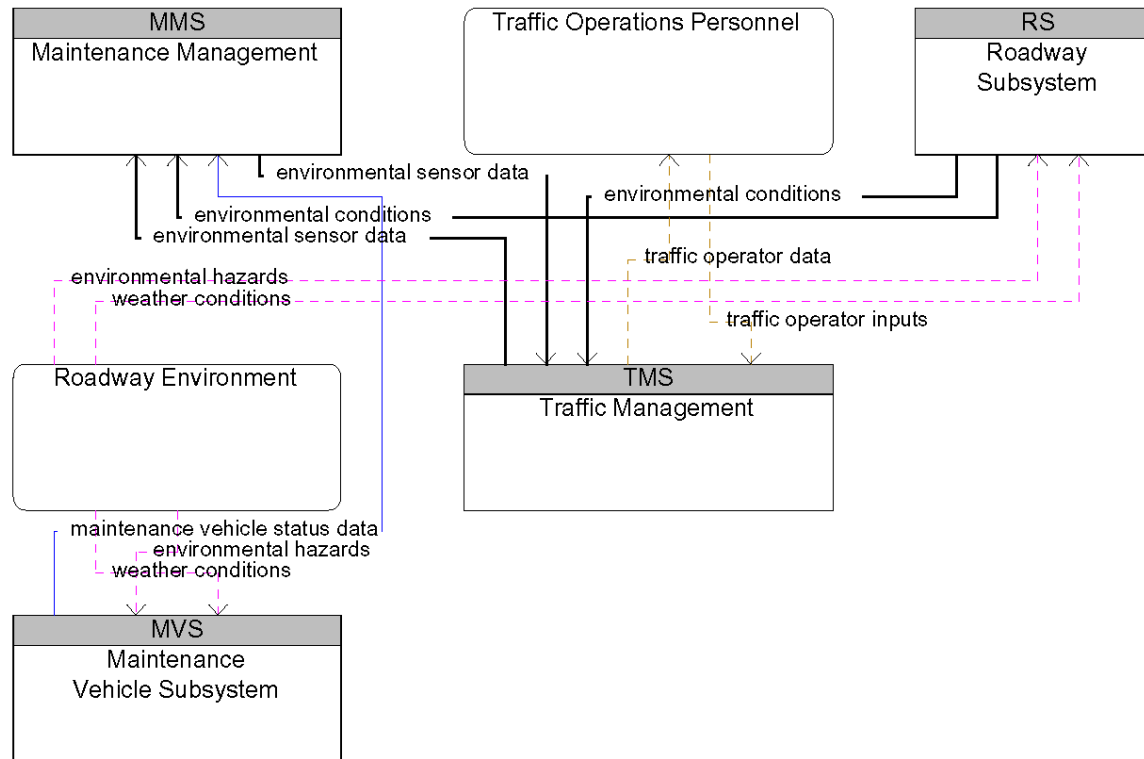 MMS
Maintenance Management
Traffic Operations Personnel
RS
Roadway
Subsystem
environmental sensor data
environmental conditions
environmental conditions
environmental sensor data
traffic operator data
environmental hazards
weather conditions
traffic operator inputs
Roadway Environment
TMS
Traffic Management
maintenance vehicle status data
environmental hazards
weather conditions
MVS
Maintenance
Vehicle Subsystem